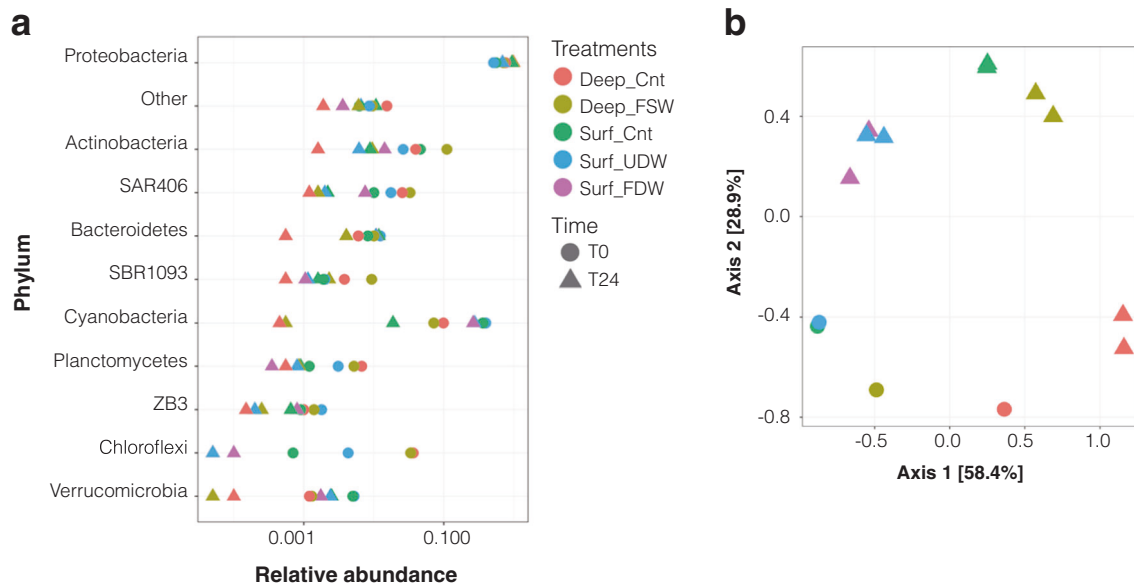 a
Proteobacteria
Other
Actinobacteria
SAR406
Bacteroidetes
SBR1093
Cyanobacteria
Planctomycetes
ZB3
Chloroflexi
Verrucomicrobia
Phylum
0.001
0.100
Relative abundance
Treatments
Deep_Cnt
Deep_FSW
Surf_Cnt
Surf_UDW
Surf_FDW
Time
T0
T24
b
0.4
0.0
-0.4
-0.8
Axis 2 [28.9%]
-0.5
0.0
0.5
1.0
Axis 1 [58.4%]